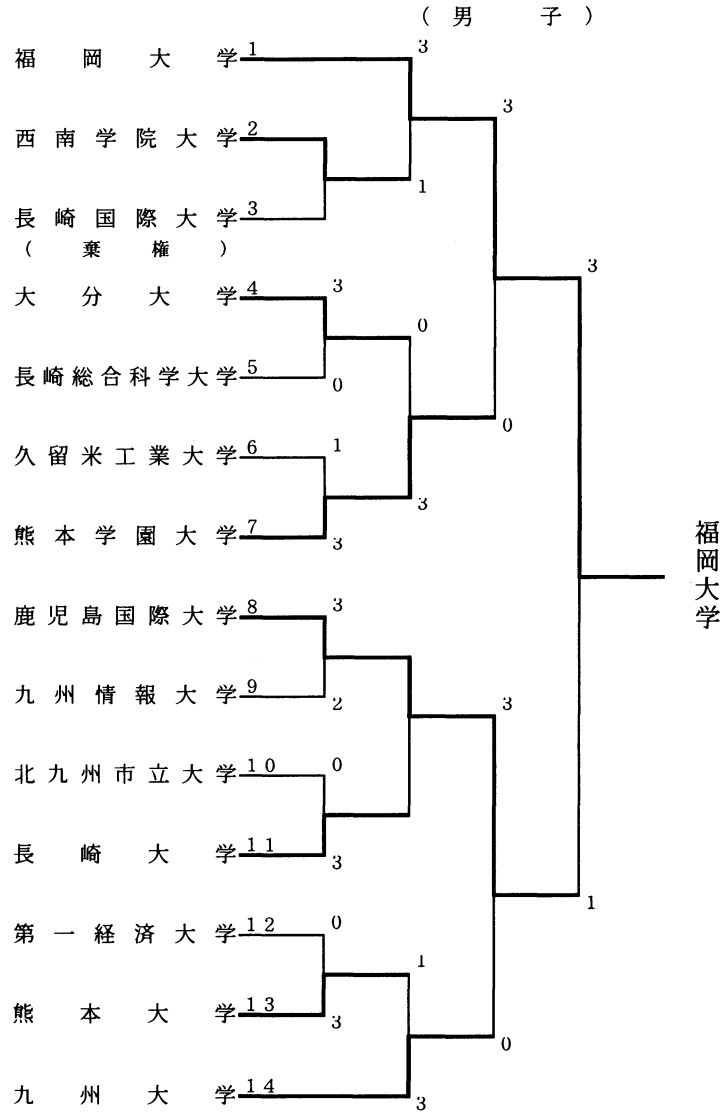 (男子)
福岡大学 1
3
3
西南学院大学 2
1
長崎国際大学 3
(棄権)
3
大分大学 4
3
0
長崎総合科学大学 5
0
0
久留米工業大学 6
1
3
熊本学園大学 7
3
福岡大学
鹿児島国際大学 8
3
九州情報大学 9
2
3
北九州市立大学 10
0
長崎大学 11
3
1
第一経済大学 12
0
1
熊本大学 13
3
0
九州大学 14
3